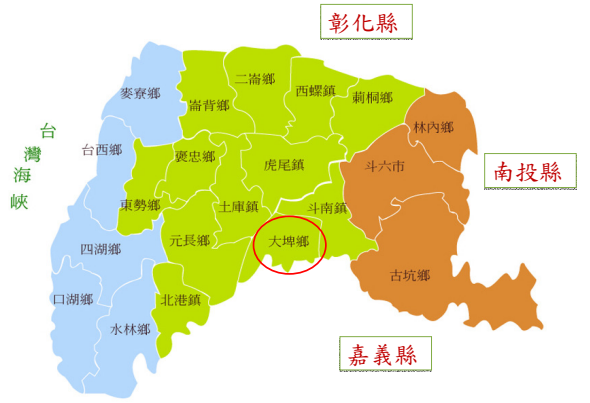 彰化縣
二崙鄉
麥寮鄉
崙背鄉
西螺鎮
莿桐鄉
林內鄉
台灣海峽
台西鄉
褒忠鄉
虎尾鎮
斗六市
南投縣
東勢鄉
土庫鎮
斗南鎮
四湖鄉
元長鄉
大埤鄉
古坑鄉
口湖鄉
北港鎮
水林鄉
嘉義縣